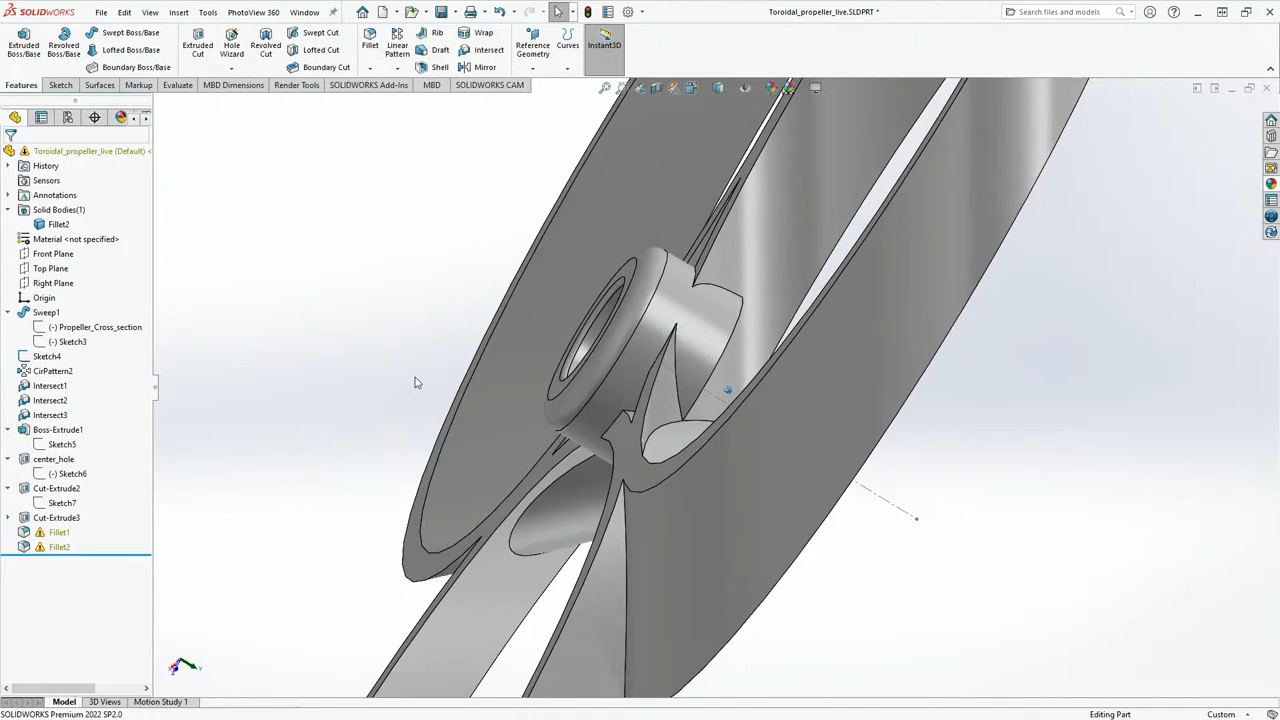 SOLIDWORKS File Edit View Insert Tools PhotoView 360 Window Toroidal_propeller_live.SLDPRT * Search files and models
Extruded Boss/Base Revolved Boss/Base Swept Boss/Base Extruded Cut Hole Wizard Revolved Cut Swept Cut Fillet Linear Pattern Rib Wrap Reference Geometry Curves Instant3D
Lofted Boss/Base Lofted Cut Draft Intersect
Boundary Boss/Base Boundary Cut Shell Mirror
Features Sketch Surfaces Markup Evaluate MBD Dimensions Render Tools SOLIDWORKS Add-Ins MBD SOLIDWORKS CAM
Toroidal_propeller_live (Default) <
History
Sensors
Annotations
Solid Bodies(1)
Fillet2
Material <not specified>
Front Plane
Top Plane
Right Plane
Origin
Sweep1
(-) Propeller_Cross_section
(-) Sketch3
Sketch4
CirPattern2
Intersect1
Intersect2
Intersect3
Boss-Extrude1
Sketch5
center_hole
(-) Sketch6
Cut-Extrude2
Sketch7
Cut-Extrude3
Fillet1
Fillet2
Y
Model 3D Views Motion Study 1
SOLIDWORKS Premium 2022 SP2.0 Editing Part Custom